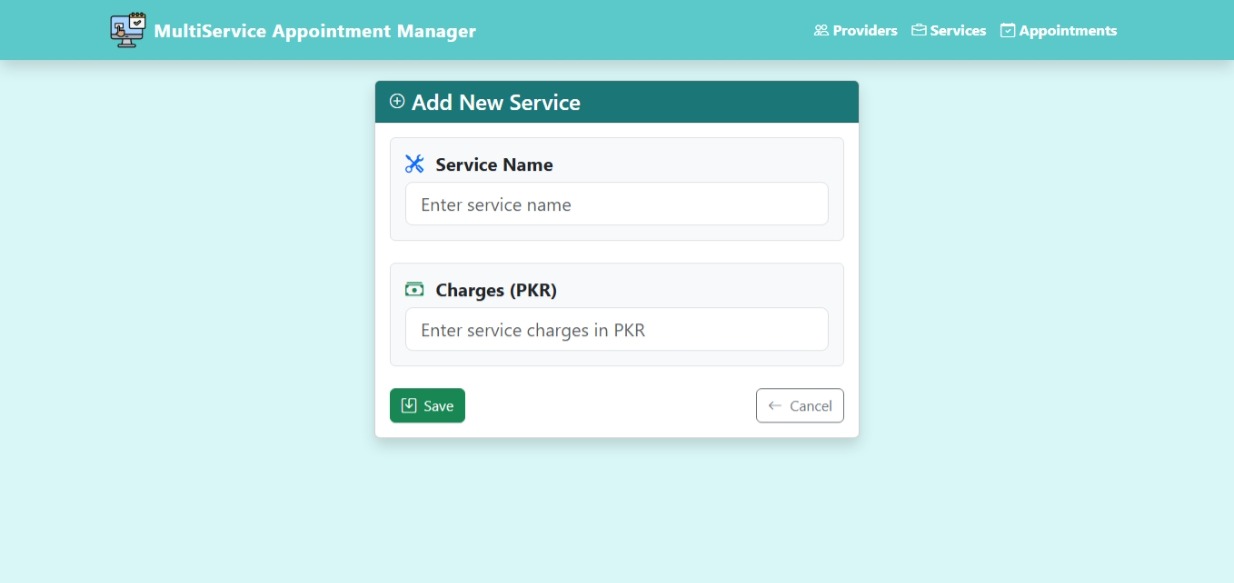 MultiService Appointment Manager
Providers Services Appointments
Add New Service
Service Name
Enter service name
Charges (PKR)
Enter service charges in PKR
Save Cancel